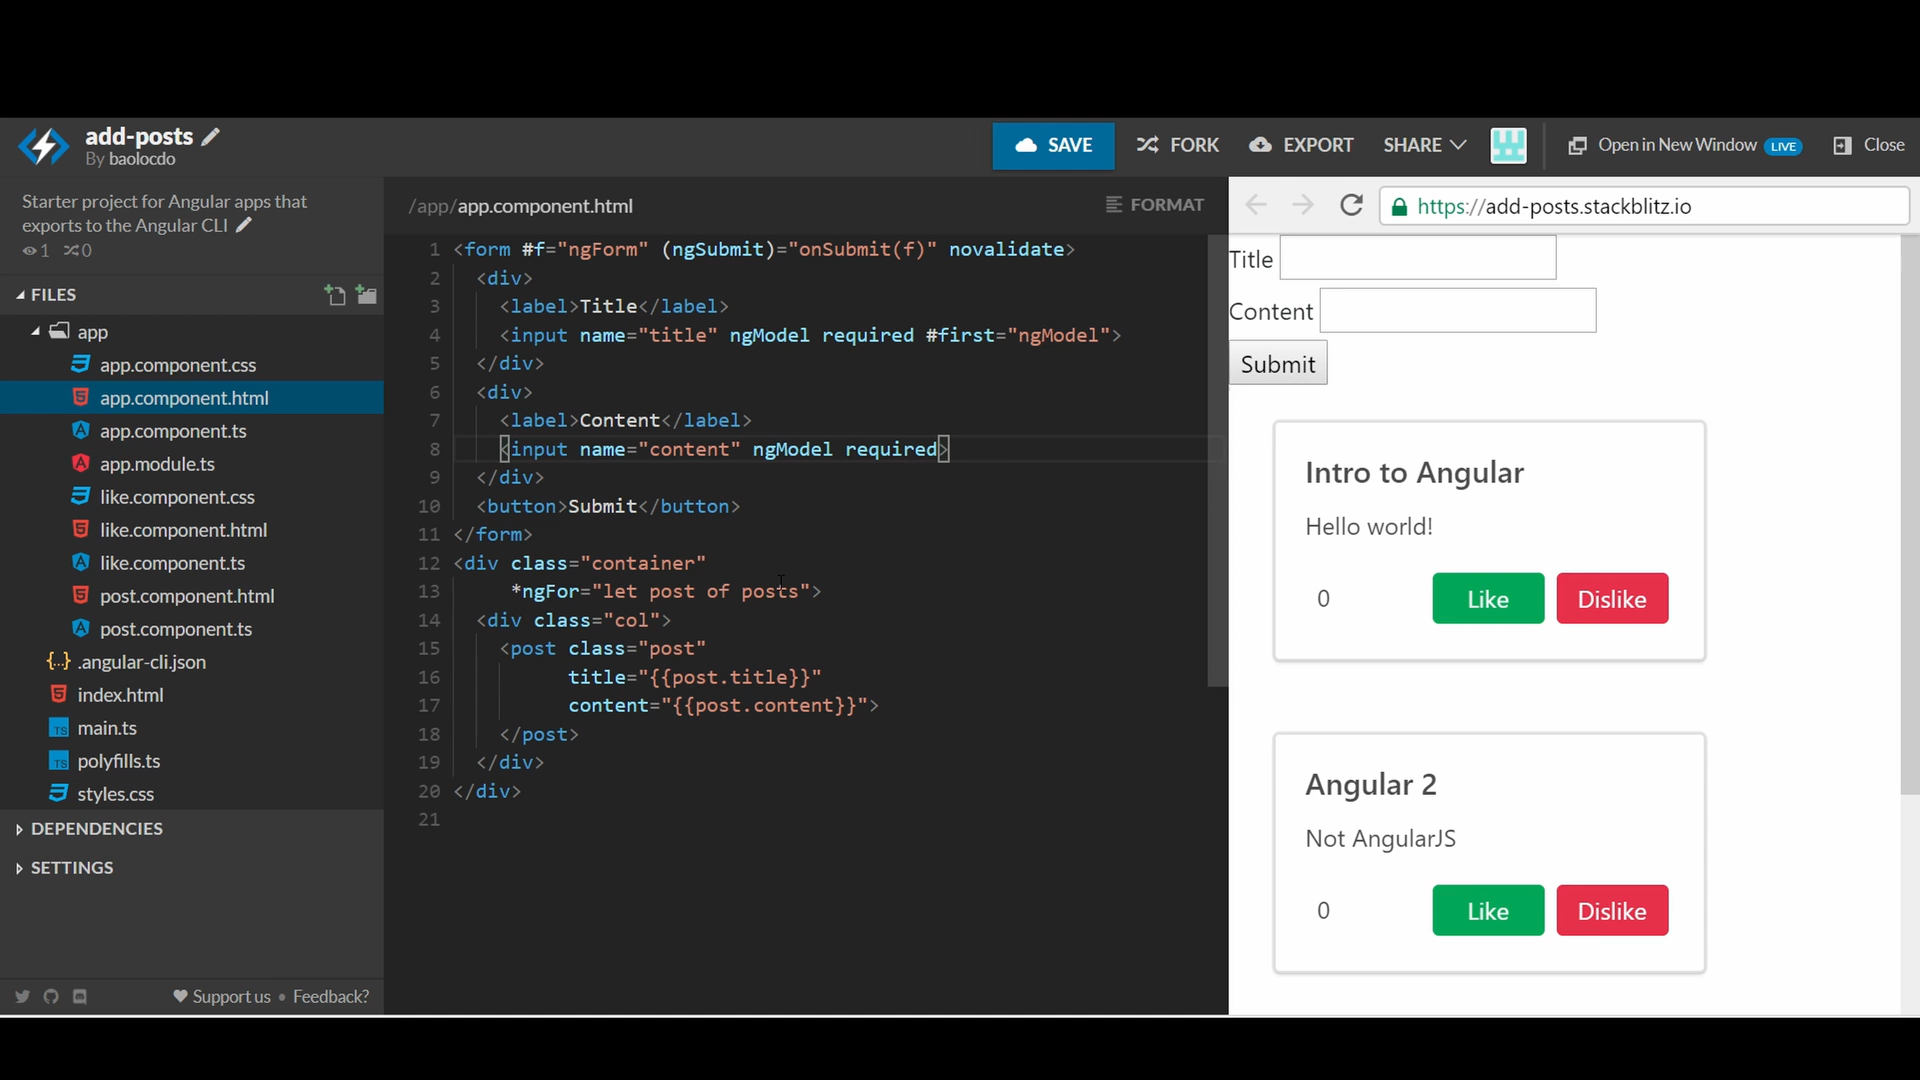 add-posts
By baolocdo
SAVE
FORK
EXPORT
SHARE
Open in New Window LIVE
Close
Starter project for Angular apps that
exports to the Angular CLI
1 0
FILES
app
app.component.css
app.component.html
app.component.ts
app.module.ts
like.component.css
like.component.html
like.component.ts
post.component.html
post.component.ts
{..} .angular-cli.json
index.html
TS main.ts
TS polyfills.ts
styles.css
DEPENDENCIES
SETTINGS
Support us • Feedback?
/app/app.component.html
FORMAT
1 <form #f="ngForm" (ngSubmit)="onSubmit(f)" novalidate>
2 <div>
3 <label>Title</label>
4 <input name="title" ngModel required #first="ngModel">
5 </div>
6 <div>
7 <label>Content</label>
8 <input name="content" ngModel required>
9 </div>
10 <button>Submit</button>
11 </form>
12 <div class="container"
13 *ngFor="let post of posts">
14 <div class="col">
15 <post class="post"
16 title="{{post.title}}"
17 content="{{post.content}}">
18 </post>
19 </div>
20 </div>
21
https://add-posts.stackblitz.io
Title
Content
Submit
Intro to Angular
Hello world!
0 Like Dislike
Angular 2
Not AngularJS
0 Like Dislike